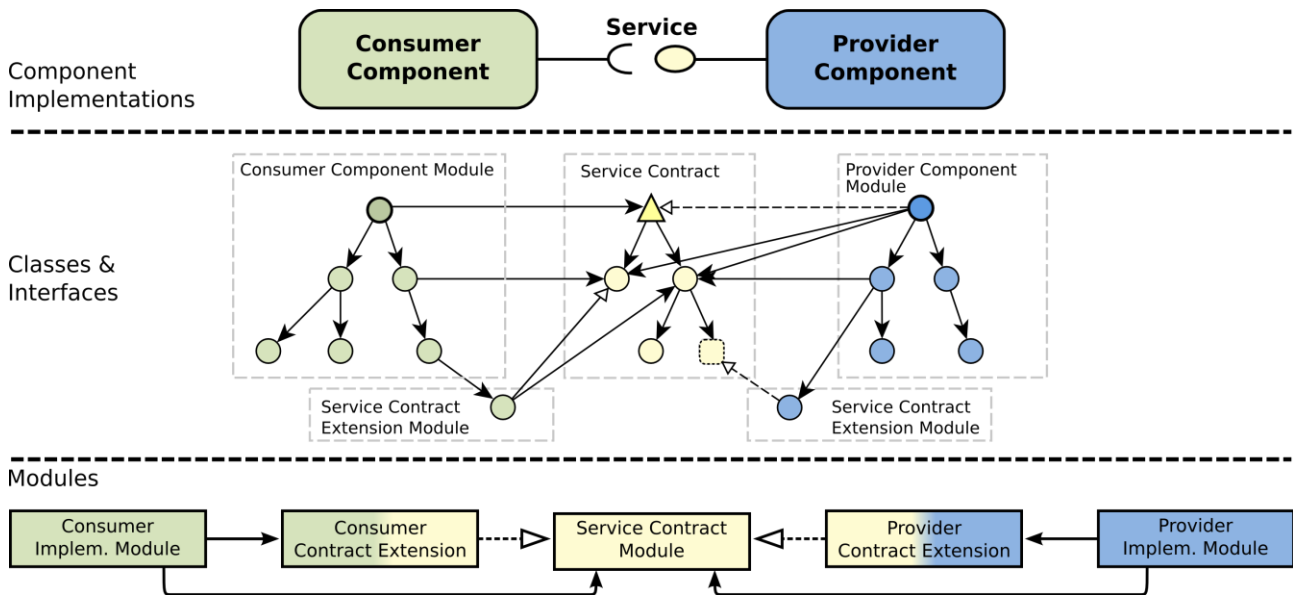 Service
Consumer
Component
Provider
Component
Component
Implementations
Consumer Component Module
Service Contract
Provider Component
Module
Classes &
Interfaces
Service Contract
Extension Module
Service Contract
Extension Module
Modules
Consumer
Implem. Module
Consumer
Contract Extension
Service Contract
Module
Provider
Contract Extension
Provider
Implem. Module